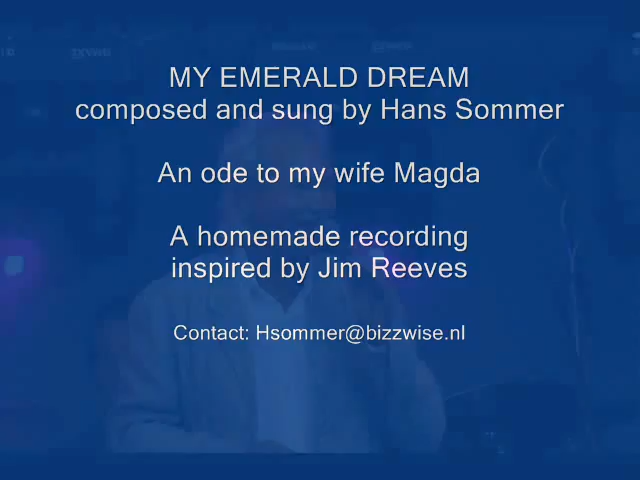 MY EMERALD DREAM
composed and sung by Hans Sommer
An ode to my wife Magda
A homemade recording
inspired by Jim Reeves
Contact: Hsommer@bizzwise.nl